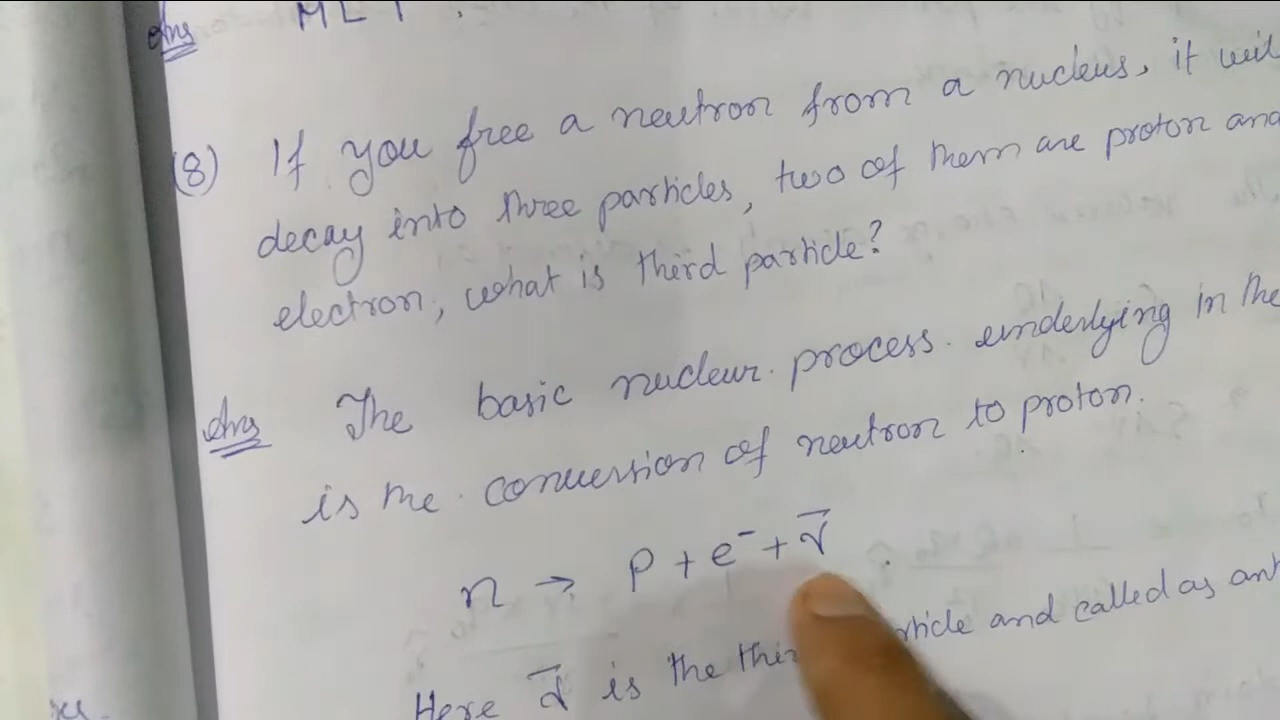 Ans MLT
(8) If you free a neutron from a nucleus, it will
decay into three particles, two of them are proton and
electron, what is third particle?
Ans The basic nuclear process underlying in the
is the conversion of neutron to proton.
n → p + e⁻ + ν̄
Here ν̄ is the and called as